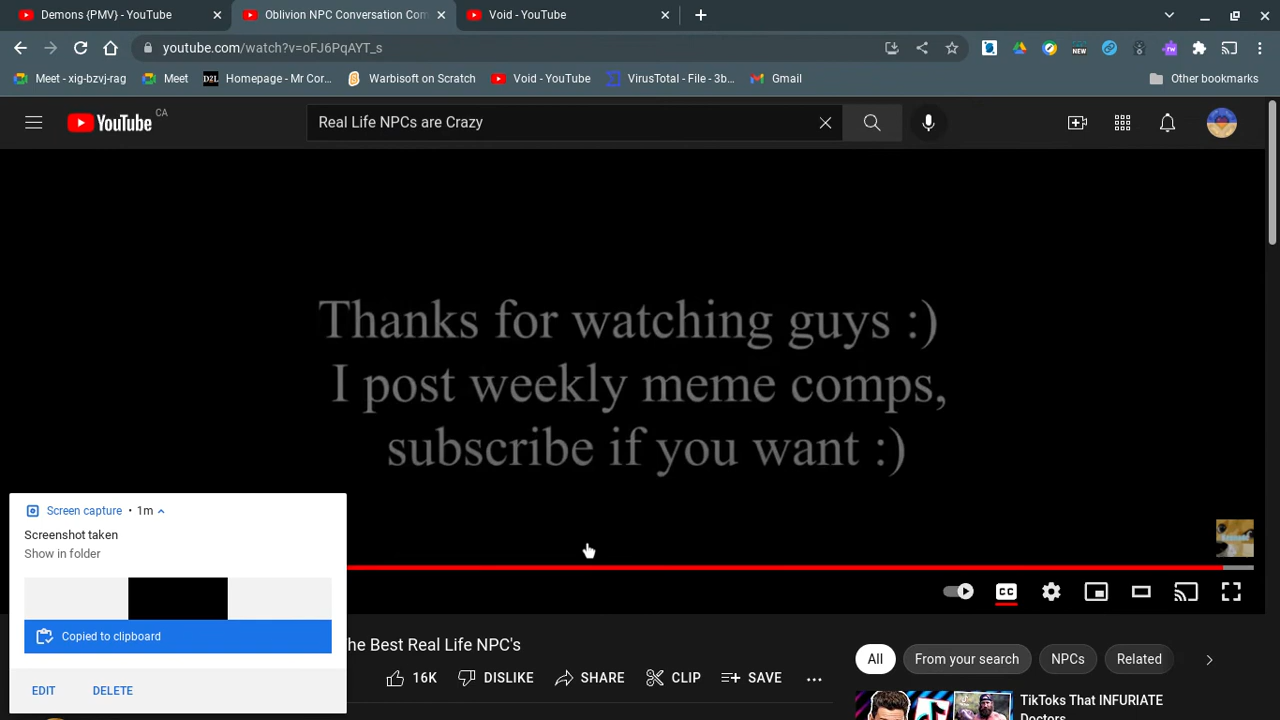 Demons {PMV} - YouTube
Oblivion NPC Conversation Com
Void - YouTube
youtube.com/watch?v=oFJ6PqAYT_s
NEW
Meet - xig-bzvj-rag
Meet
D2L
Homepage - Mr Cor...
Warbisoft on Scratch
Void - YouTube
VirusTotal - File - 3b...
Gmail
Other bookmarks
YouTube CA
Real Life NPCs are Crazy
Thanks for watching guys :)
I post weekly meme comps,
subscribe if you want :)
Screen capture • 1m
Screenshot taken
Show in folder
Copied to clipboard
EDIT
DELETE
CC
he Best Real Life NPC's
16K
DISLIKE
SHARE
CLIP
SAVE
All
From your search
NPCs
Related
TikToks That INFURIATE
Doctors